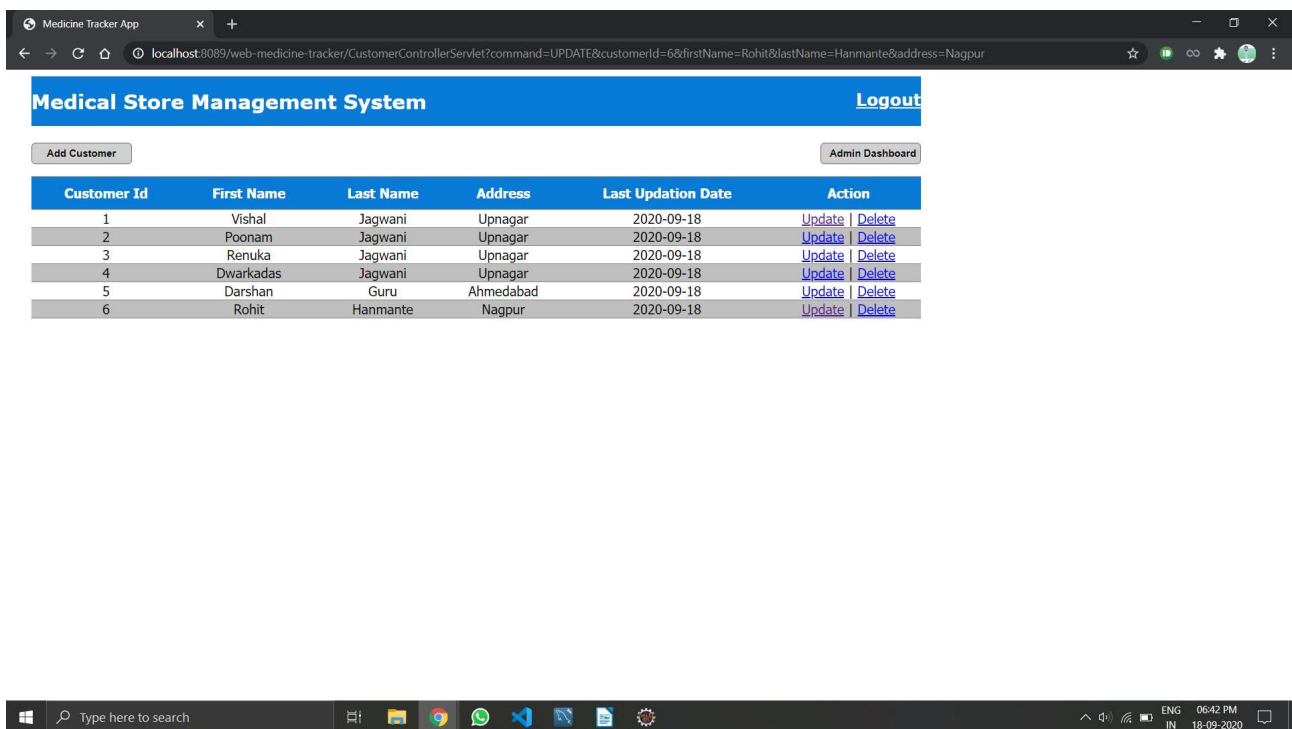 Medicine Tracker App
localhost:8089/web-medicine-tracker/CustomerControllerServlet?command=UPDATE&customerId=6&firstName=Rohit&lastName=Hanmante&address=Nagpur
Medical Store Management System Logout
Add Customer Admin Dashboard
Customer Id First Name Last Name Address Last Updation Date Action
1 Vishal Jagwani Upnagar 2020-09-18 Update | Delete
2 Poonam Jagwani Upnagar 2020-09-18 Update | Delete
3 Renuka Jagwani Upnagar 2020-09-18 Update | Delete
4 Dwarkadas Jagwani Upnagar 2020-09-18 Update | Delete
5 Darshan Guru Ahmedabad 2020-09-18 Update | Delete
6 Rohit Hanmante Nagpur 2020-09-18 Update | Delete
Type here to search ENG 06:42 PM
IN 18-09-2020